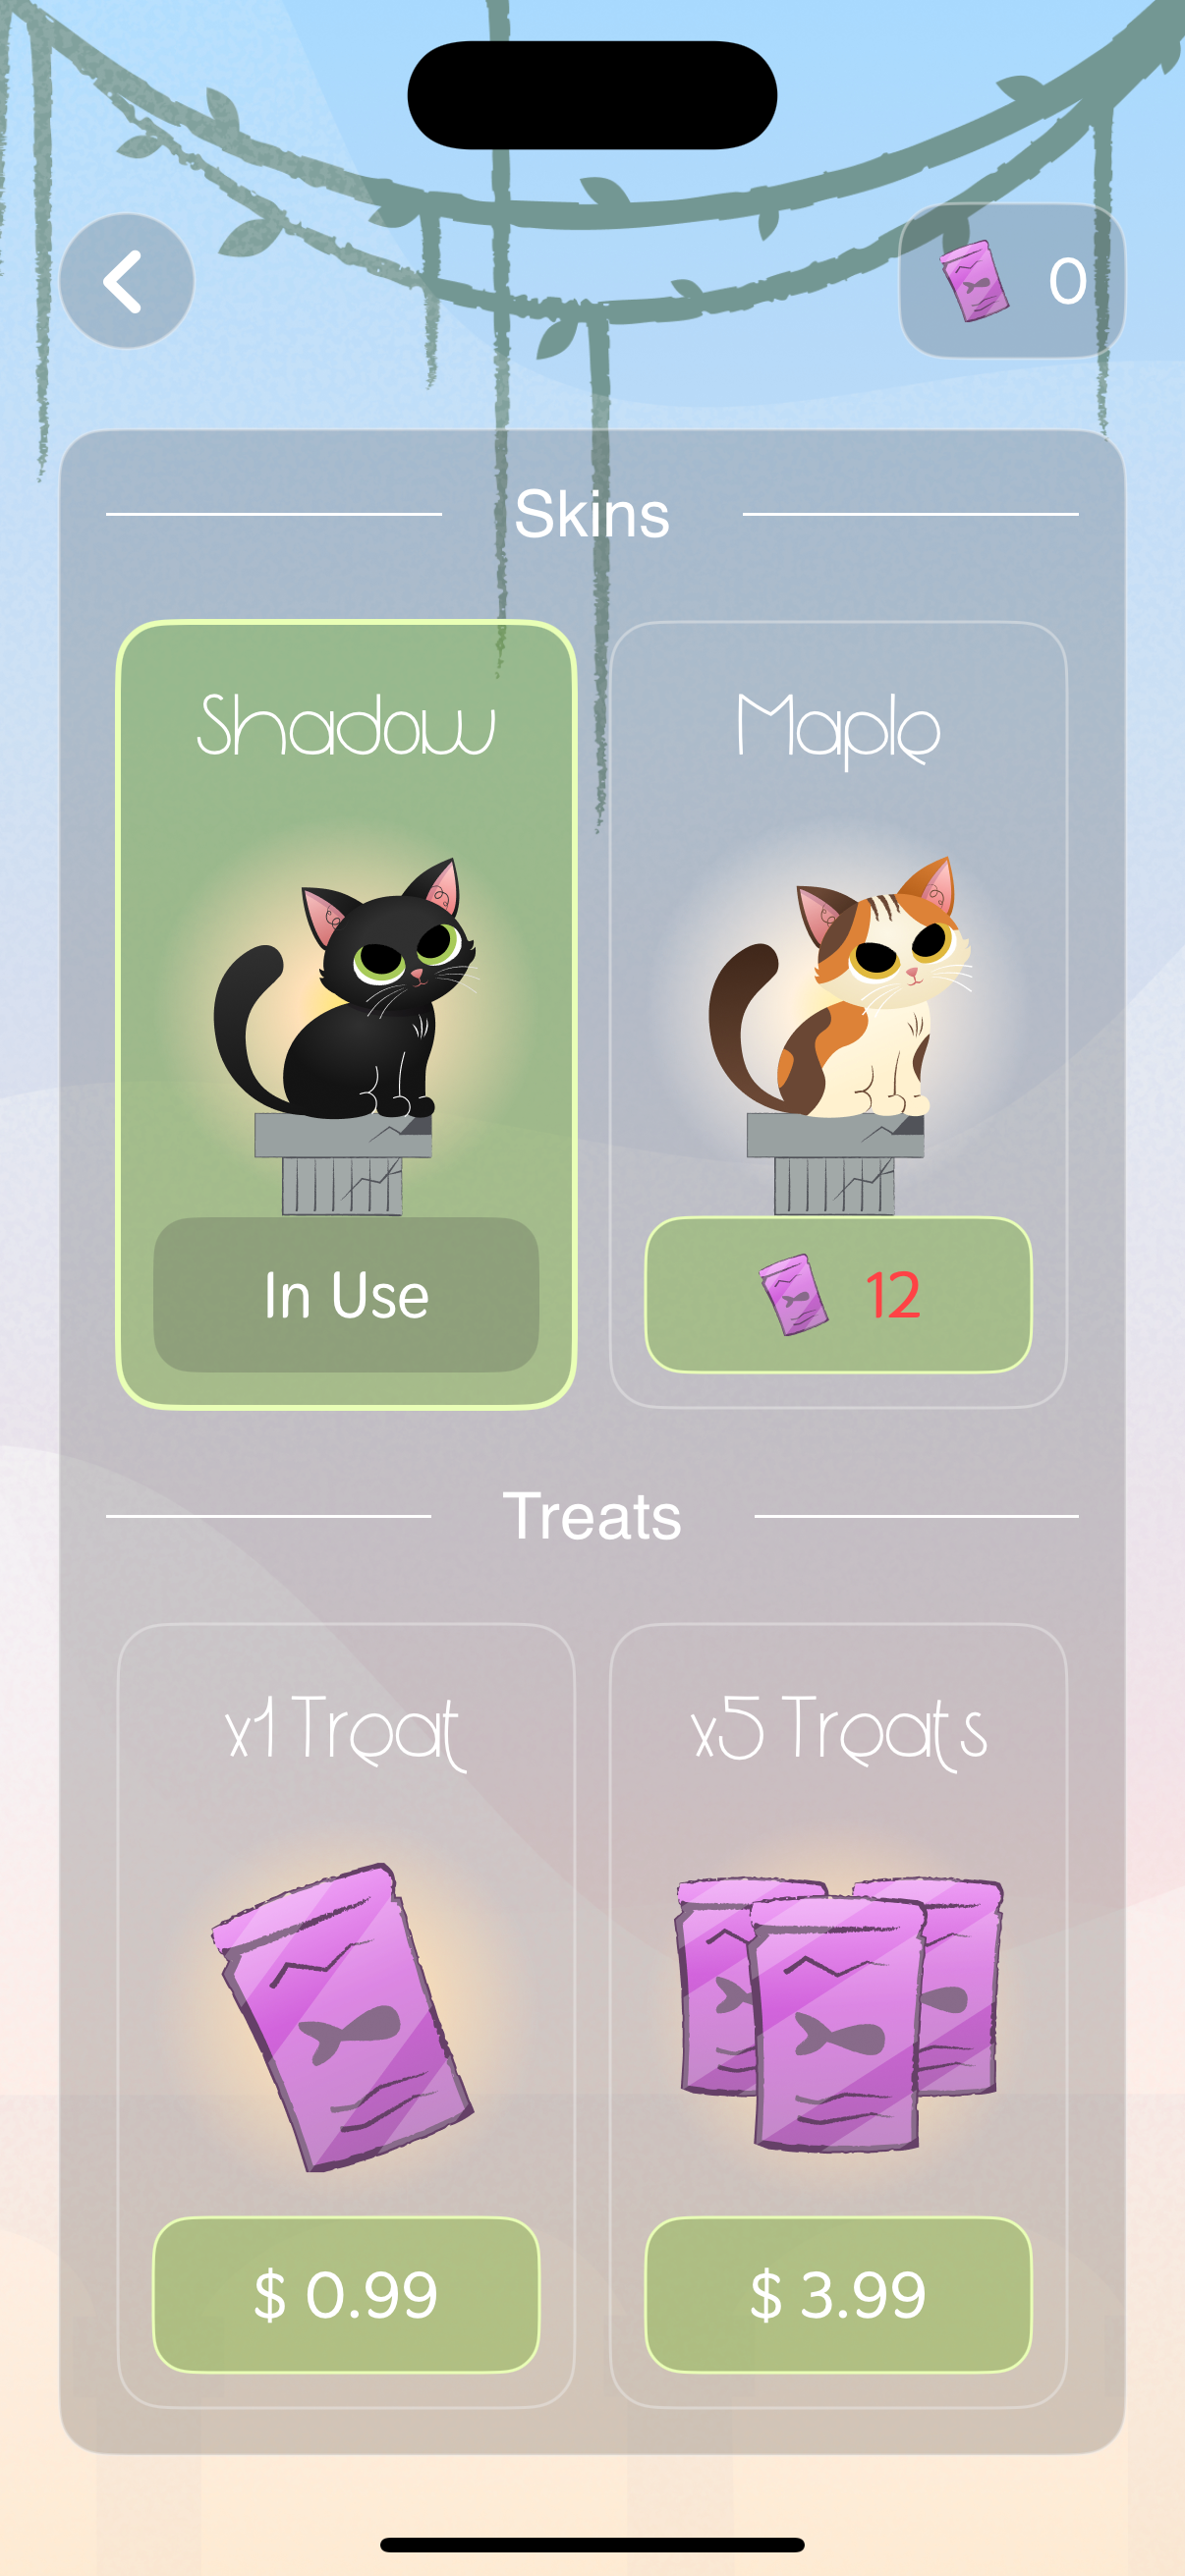 0
Skins
Shadow
Maple
In Use
12
Treats
x1 Treat
x5 Treats
$ 0.99
$ 3.99